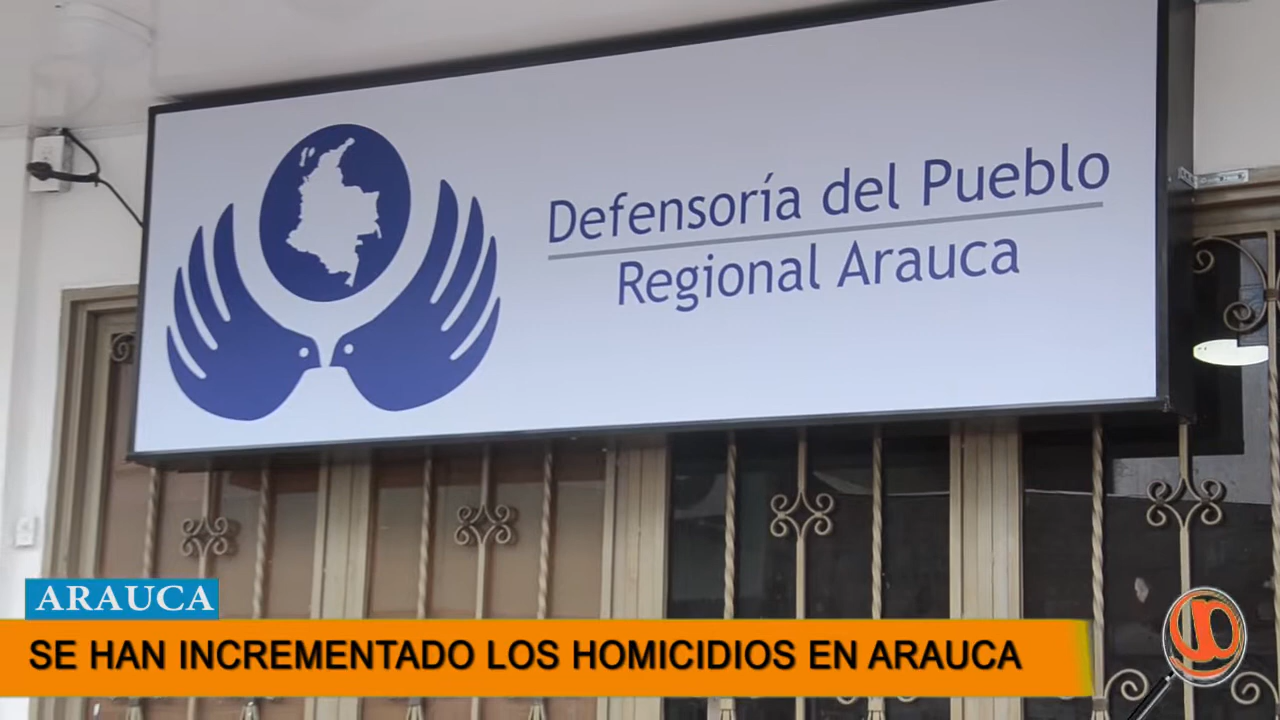 Defensoría del Pueblo
Regional Arauca
ARAUCA
SE HAN INCREMENTADO LOS HOMICIDIOS EN ARAUCA